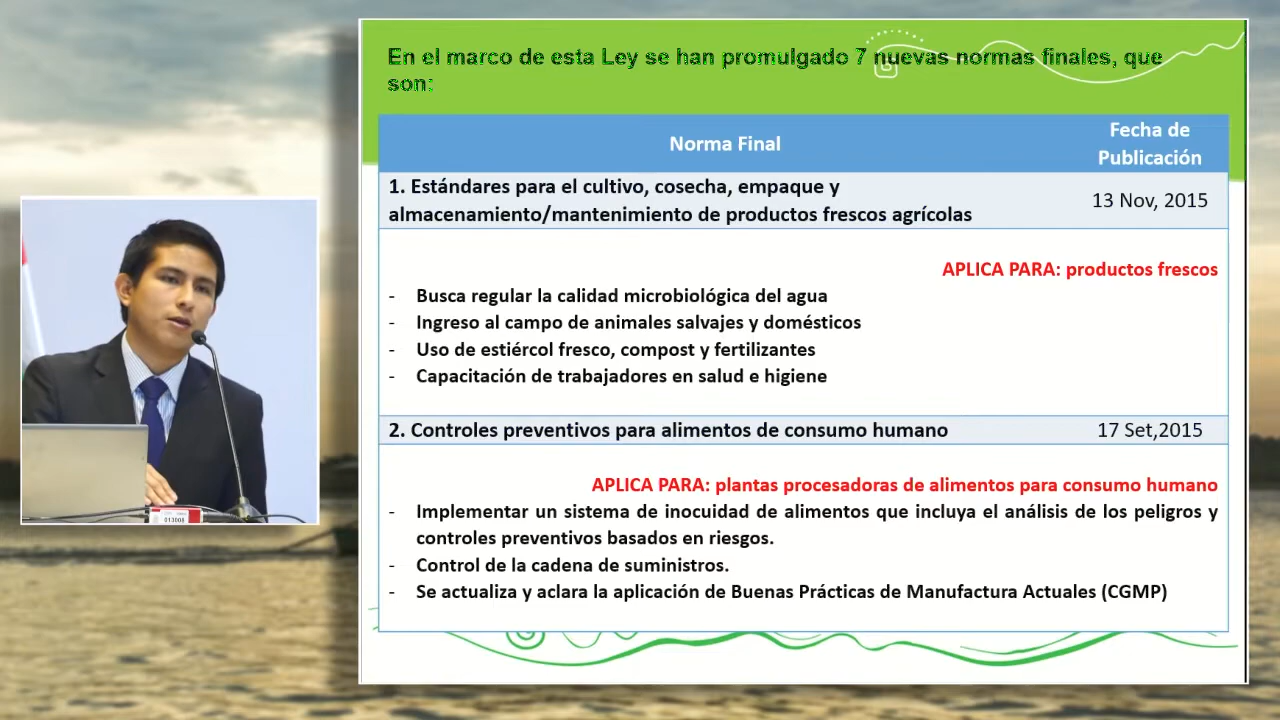 En el marco de esta Ley se han promulgado 7 nuevas normas finales, que
son:
Norma Final
Fecha de
Publicación
1. Estándares para el cultivo, cosecha, empaque y
almacenamiento/mantenimiento de productos frescos agrícolas
13 Nov, 2015
APLICA PARA: productos frescos
- Busca regular la calidad microbiológica del agua
- Ingreso al campo de animales salvajes y domésticos
- Uso de estiércol fresco, compost y fertilizantes
- Capacitación de trabajadores en salud e higiene
2. Controles preventivos para alimentos de consumo humano
17 Set,2015
APLICA PARA: plantas procesadoras de alimentos para consumo humano
- Implementar un sistema de inocuidad de alimentos que incluya el análisis de los peligros y
controles preventivos basados en riesgos.
- Control de la cadena de suministros.
- Se actualiza y aclara la aplicación de Buenas Prácticas de Manufactura Actuales (CGMP)